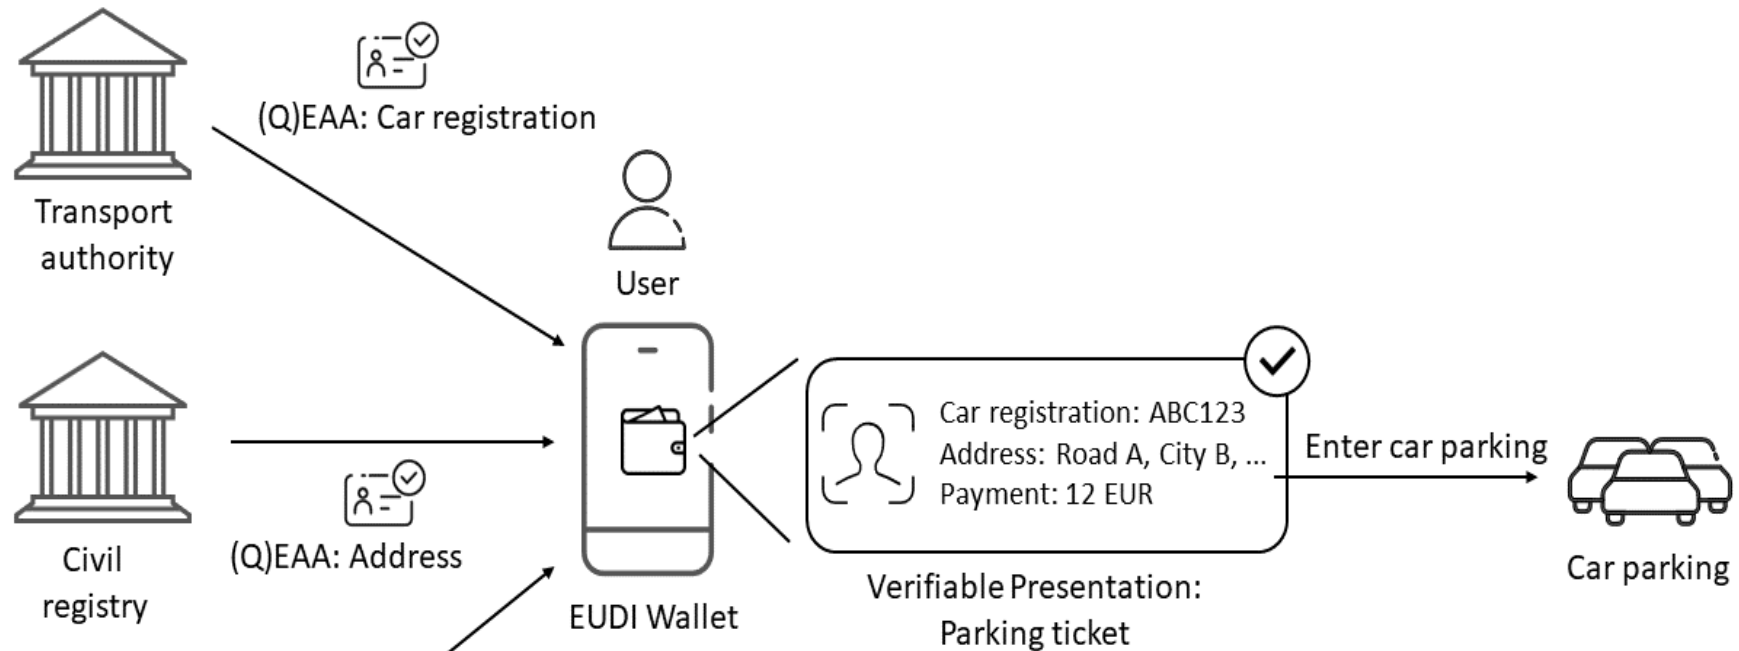 (Q)EAA: Car registration
Transport
authority
User
Car registration: ABC123
Address: Road A, City B, ...
Payment: 12 EUR
Enter car parking
Civil
registry
(Q)EAA: Address
EUDI Wallet
Verifiable Presentation:
Parking ticket
Car parking